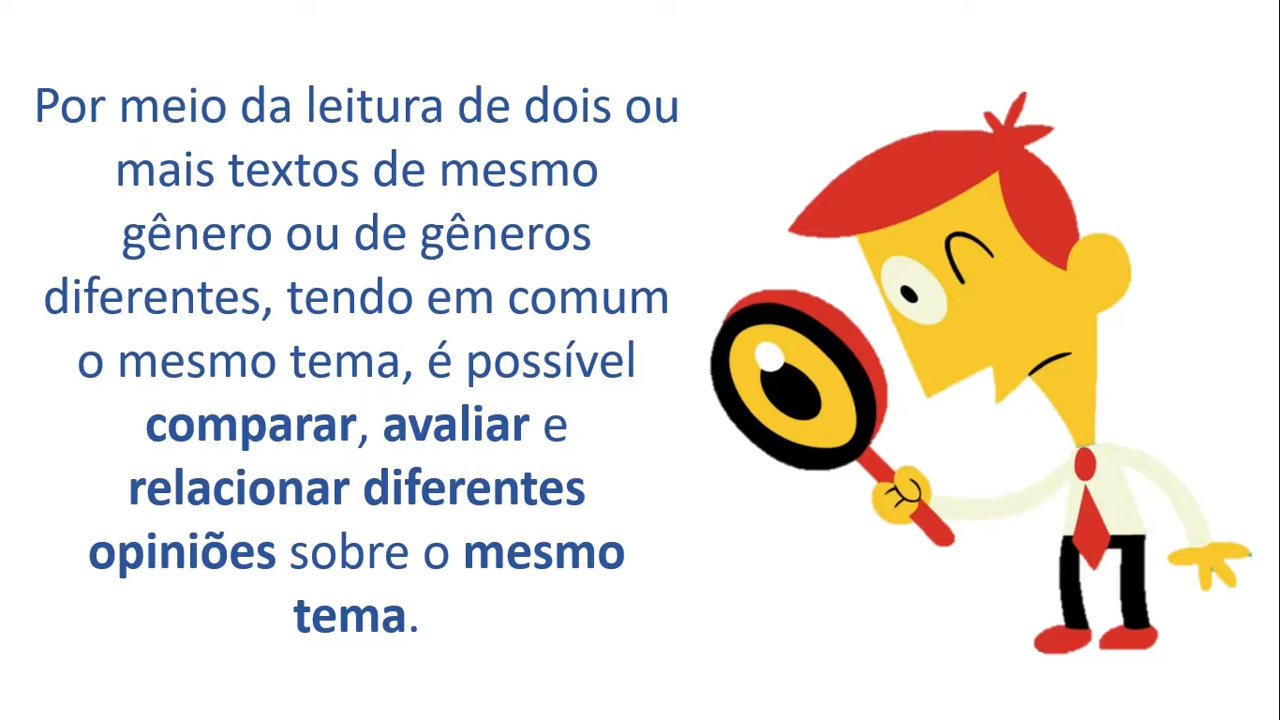 Por meio da leitura de dois ou
mais textos de mesmo
gênero ou de gêneros
diferentes, tendo em comum
o mesmo tema, é possível
comparar, avaliar e
relacionar diferentes
opiniões sobre o mesmo
tema.